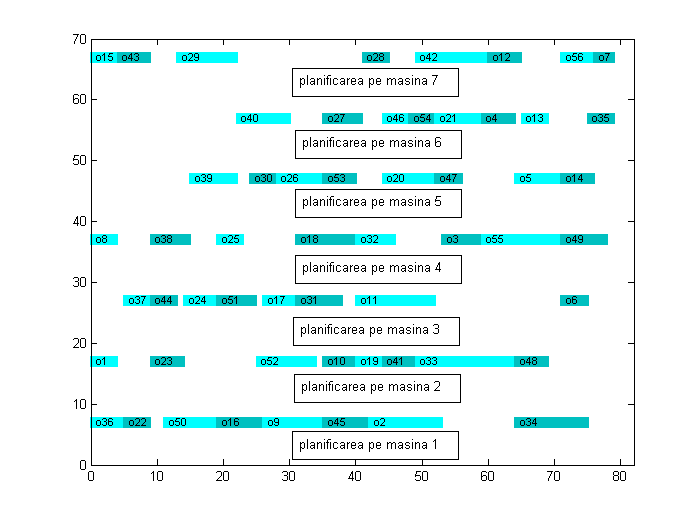 70
o15 o43 o29 o28 o42 o12 o56 o7
planificarea pe masina 7
60
o40 o27 o46 o54 o21 o4 o13 o35
planificarea pe masina 6
50
o39 o30 o26 o53 o20 o47 o5 o14
planificarea pe masina 5
40
o8 o38 o25 o18 o32 o3 o55 o49
planificarea pe masina 4
30
o37 o44 o24 o51 o17 o31 o11 o6
planificarea pe masina 3
20
o1 o23 o52 o10 o19 o41 o33 o48
planificarea pe masina 2
10
o36 o22 o50 o16 o9 o45 o2 o34
planificarea pe masina 1
0
0 10 20 30 40 50 60 70 80